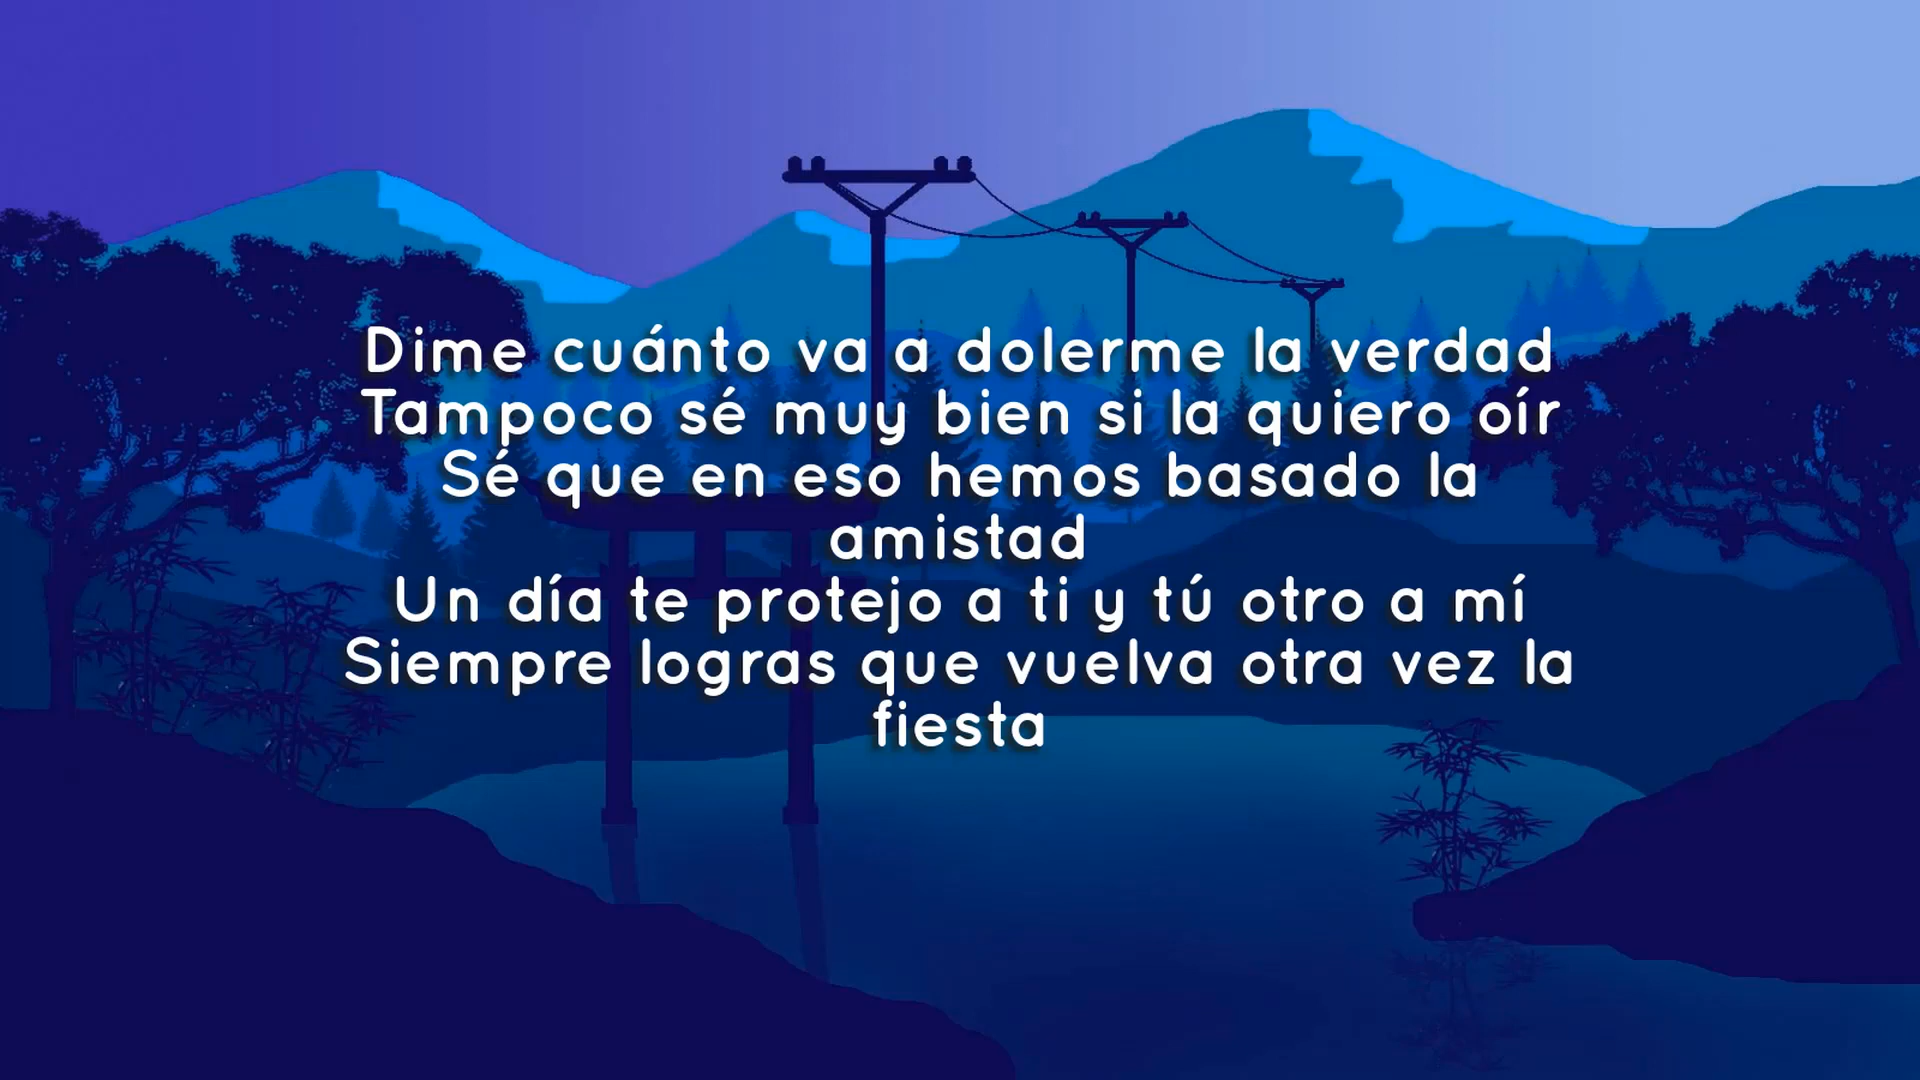 Dime cuánto va a dolerme la verdad
Tampoco sé muy bien si la quiero oír
Sé que en eso hemos basado la
amistad
Un día te protejo a ti y tú otro a mí
Siempre logras que vuelva otra vez la
fiesta